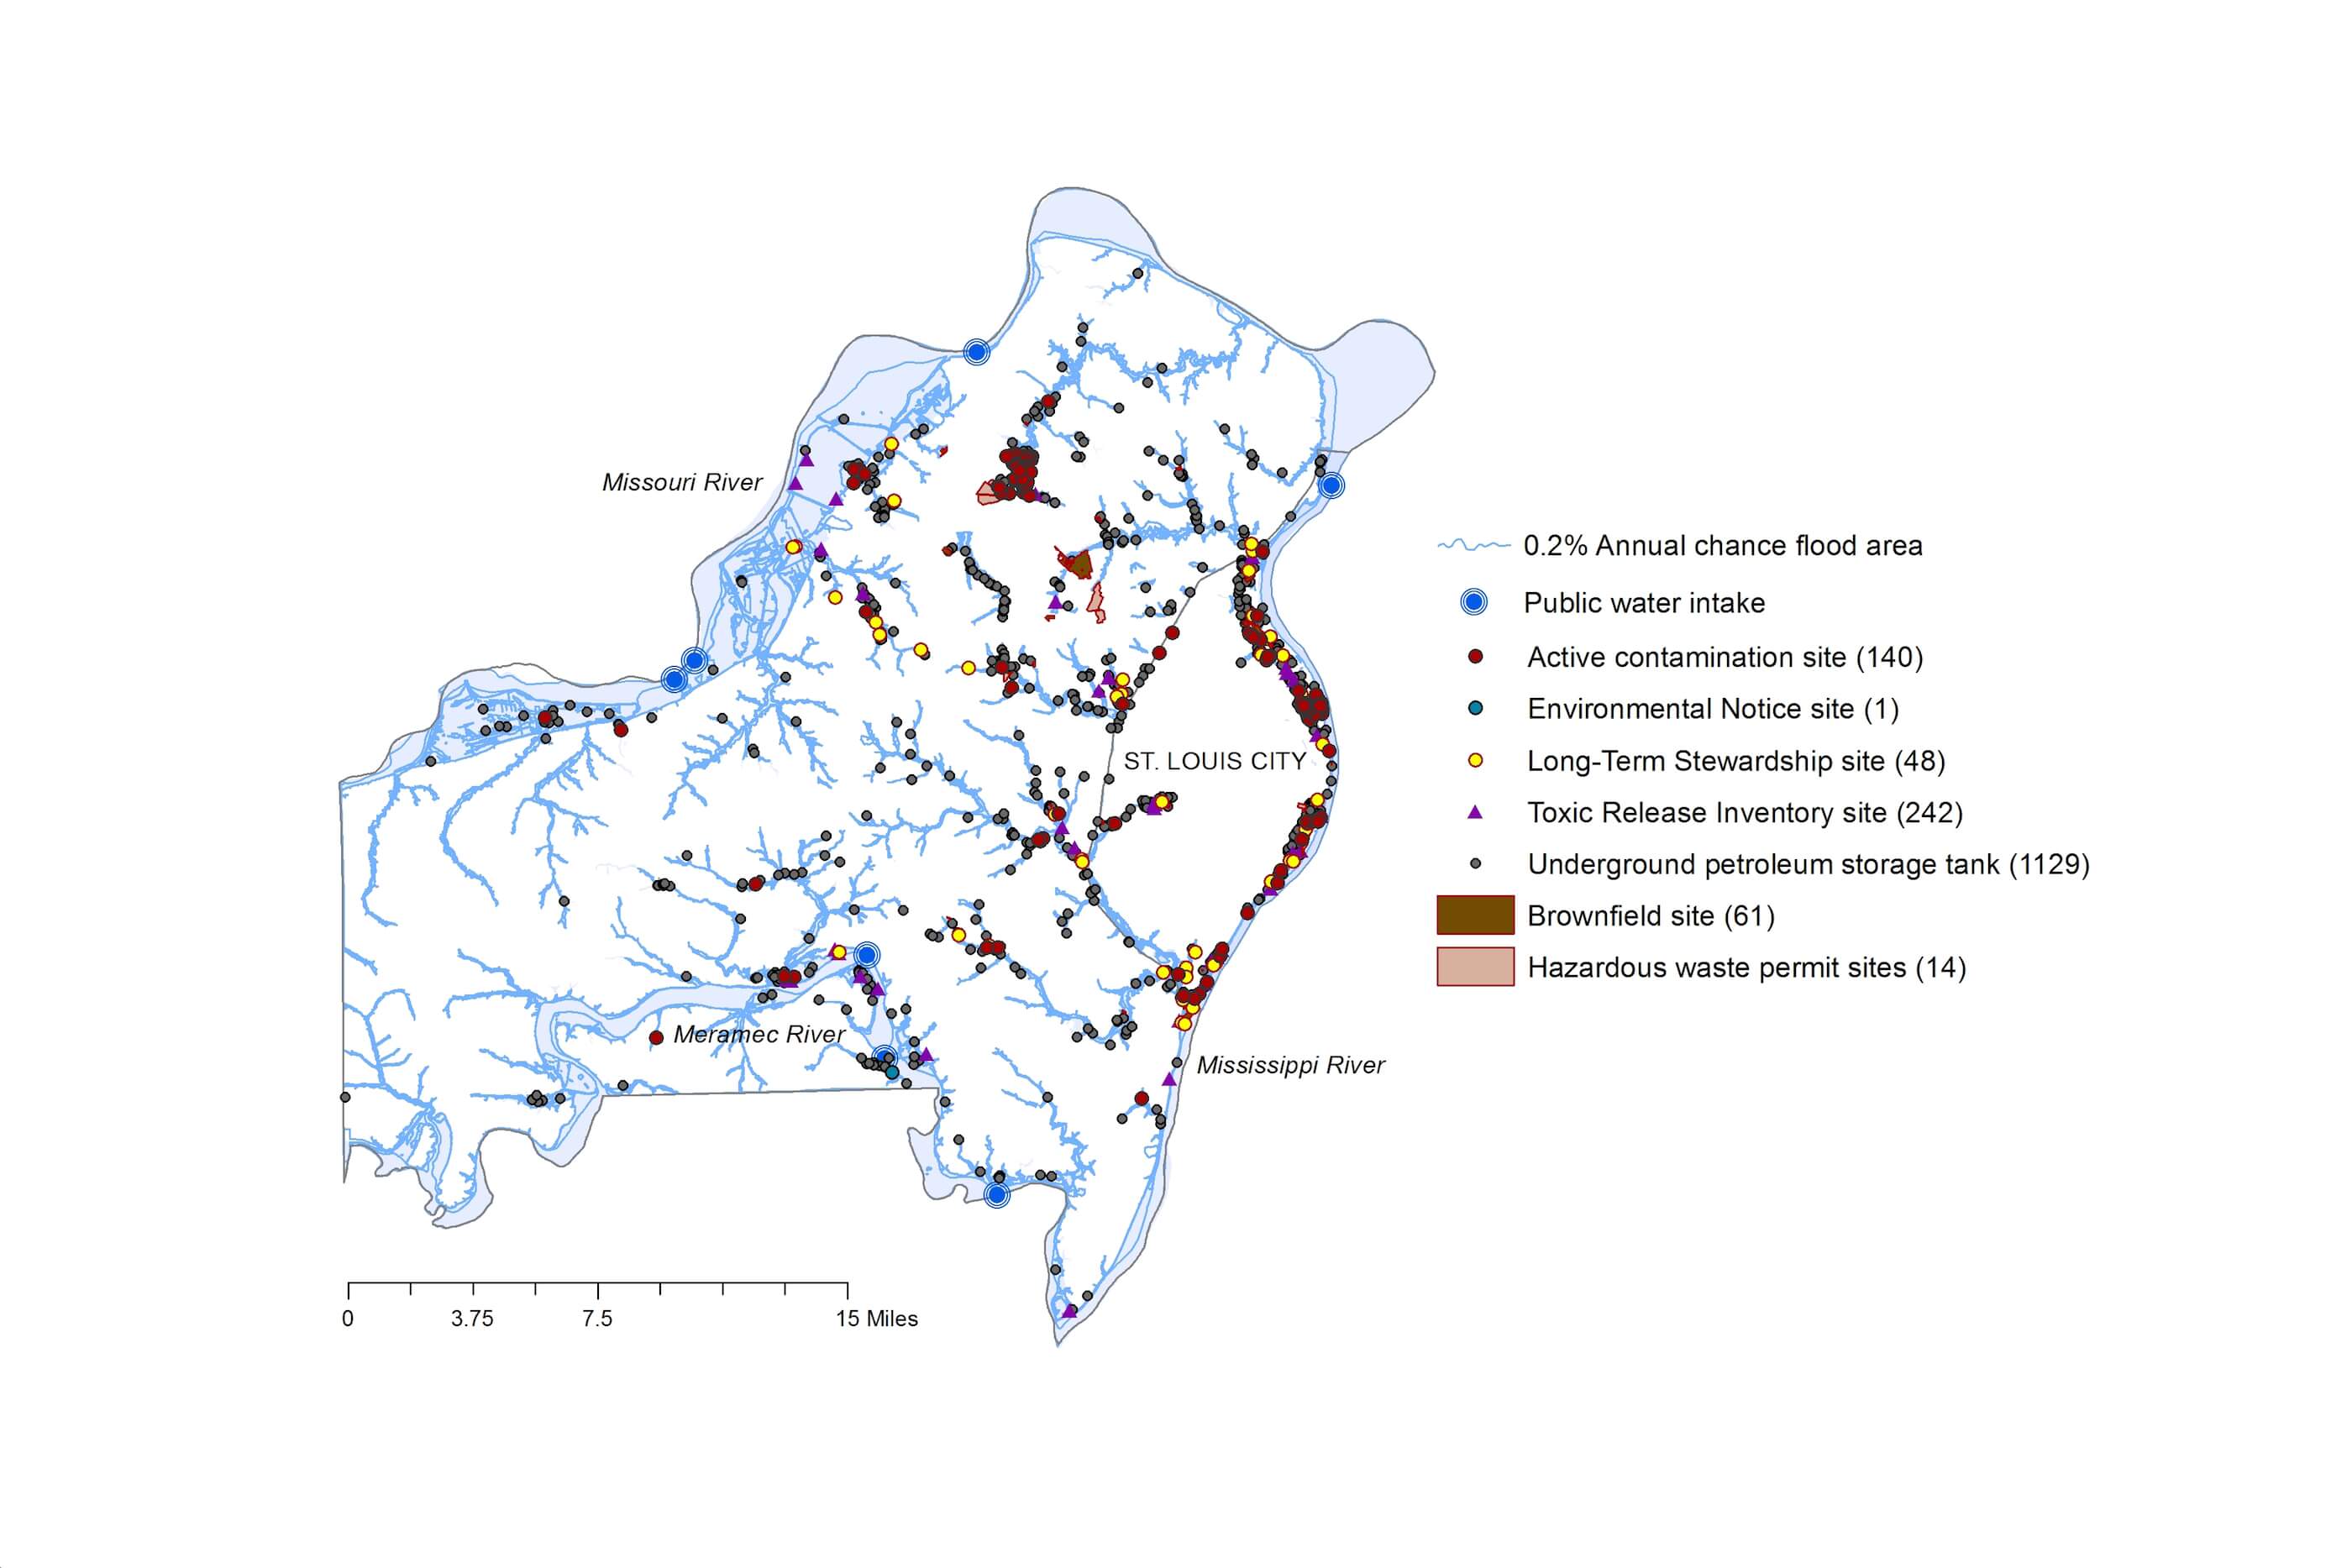 Missouri River
0.2% Annual chance flood area
Public water intake
Active contamination site (140)
Environmental Notice site (1)
ST. LOUIS CITY
Long-Term Stewardship site (48)
Toxic Release Inventory site (242)
Underground petroleum storage tank (1129)
Brownfield site (61)
Hazardous waste permit sites (14)
Meramec River
Mississippi River
0 3.75 7.5 15 Miles